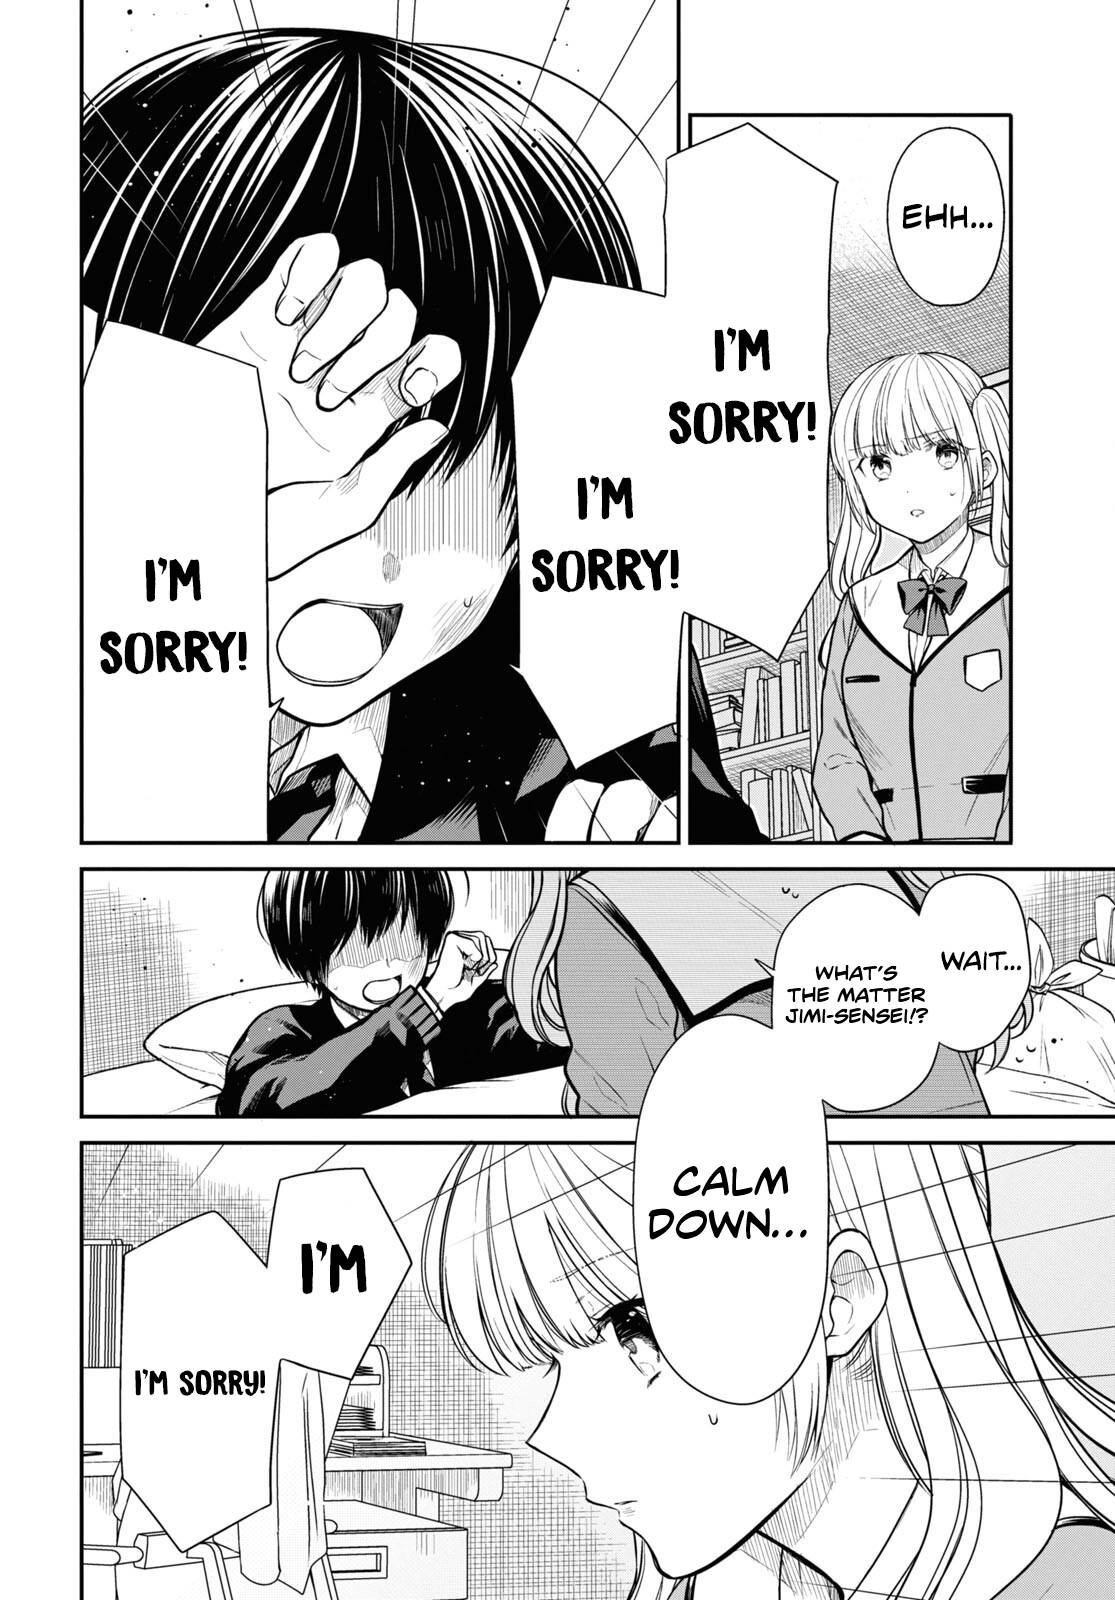 EHH...
I'M
SORRY!
I'M
SORRY!
I'M
SORRY!
WAIT...
WHAT'S
THE MATTER
JIMI-SENSEI!?
CALM
DOWN...
I'M
I'M SORRY!